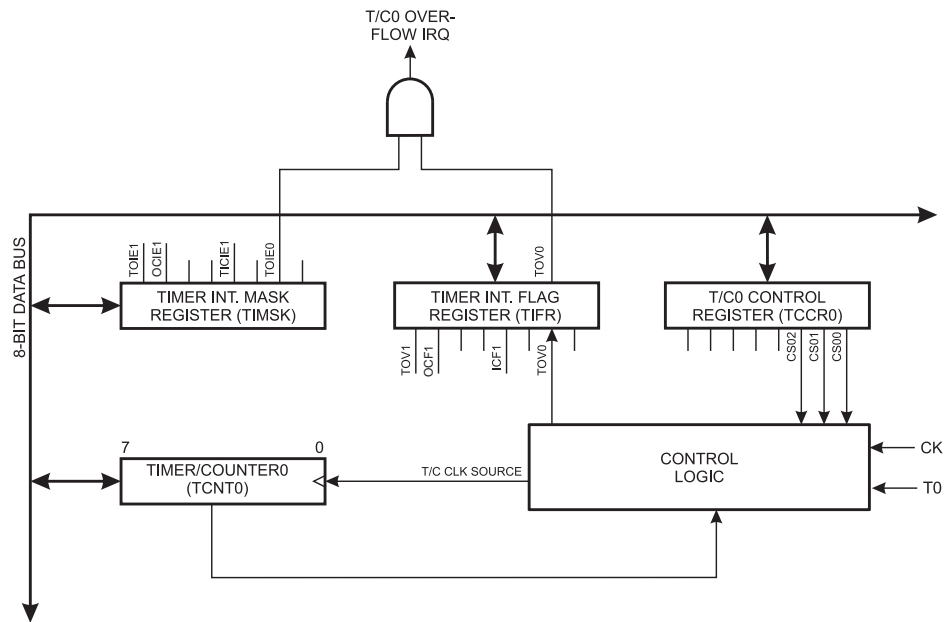 T/C0 OVER-
FLOW IRQ
8-BIT DATA BUS
TOIE1
OCIE1
TICIE1
TOIE0
TOV0
TIMER INT. MASK
REGISTER (TIMSK)
TIMER INT. FLAG
REGISTER (TIFR)
T/C0 CONTROL
REGISTER (TCCR0)
TOV1
OCF1
ICF1
TOV0
CS02
CS01
CS00
7
0
TIMER/COUNTER0
(TCNT0)
T/C CLK SOURCE
CONTROL
LOGIC
CK
T0